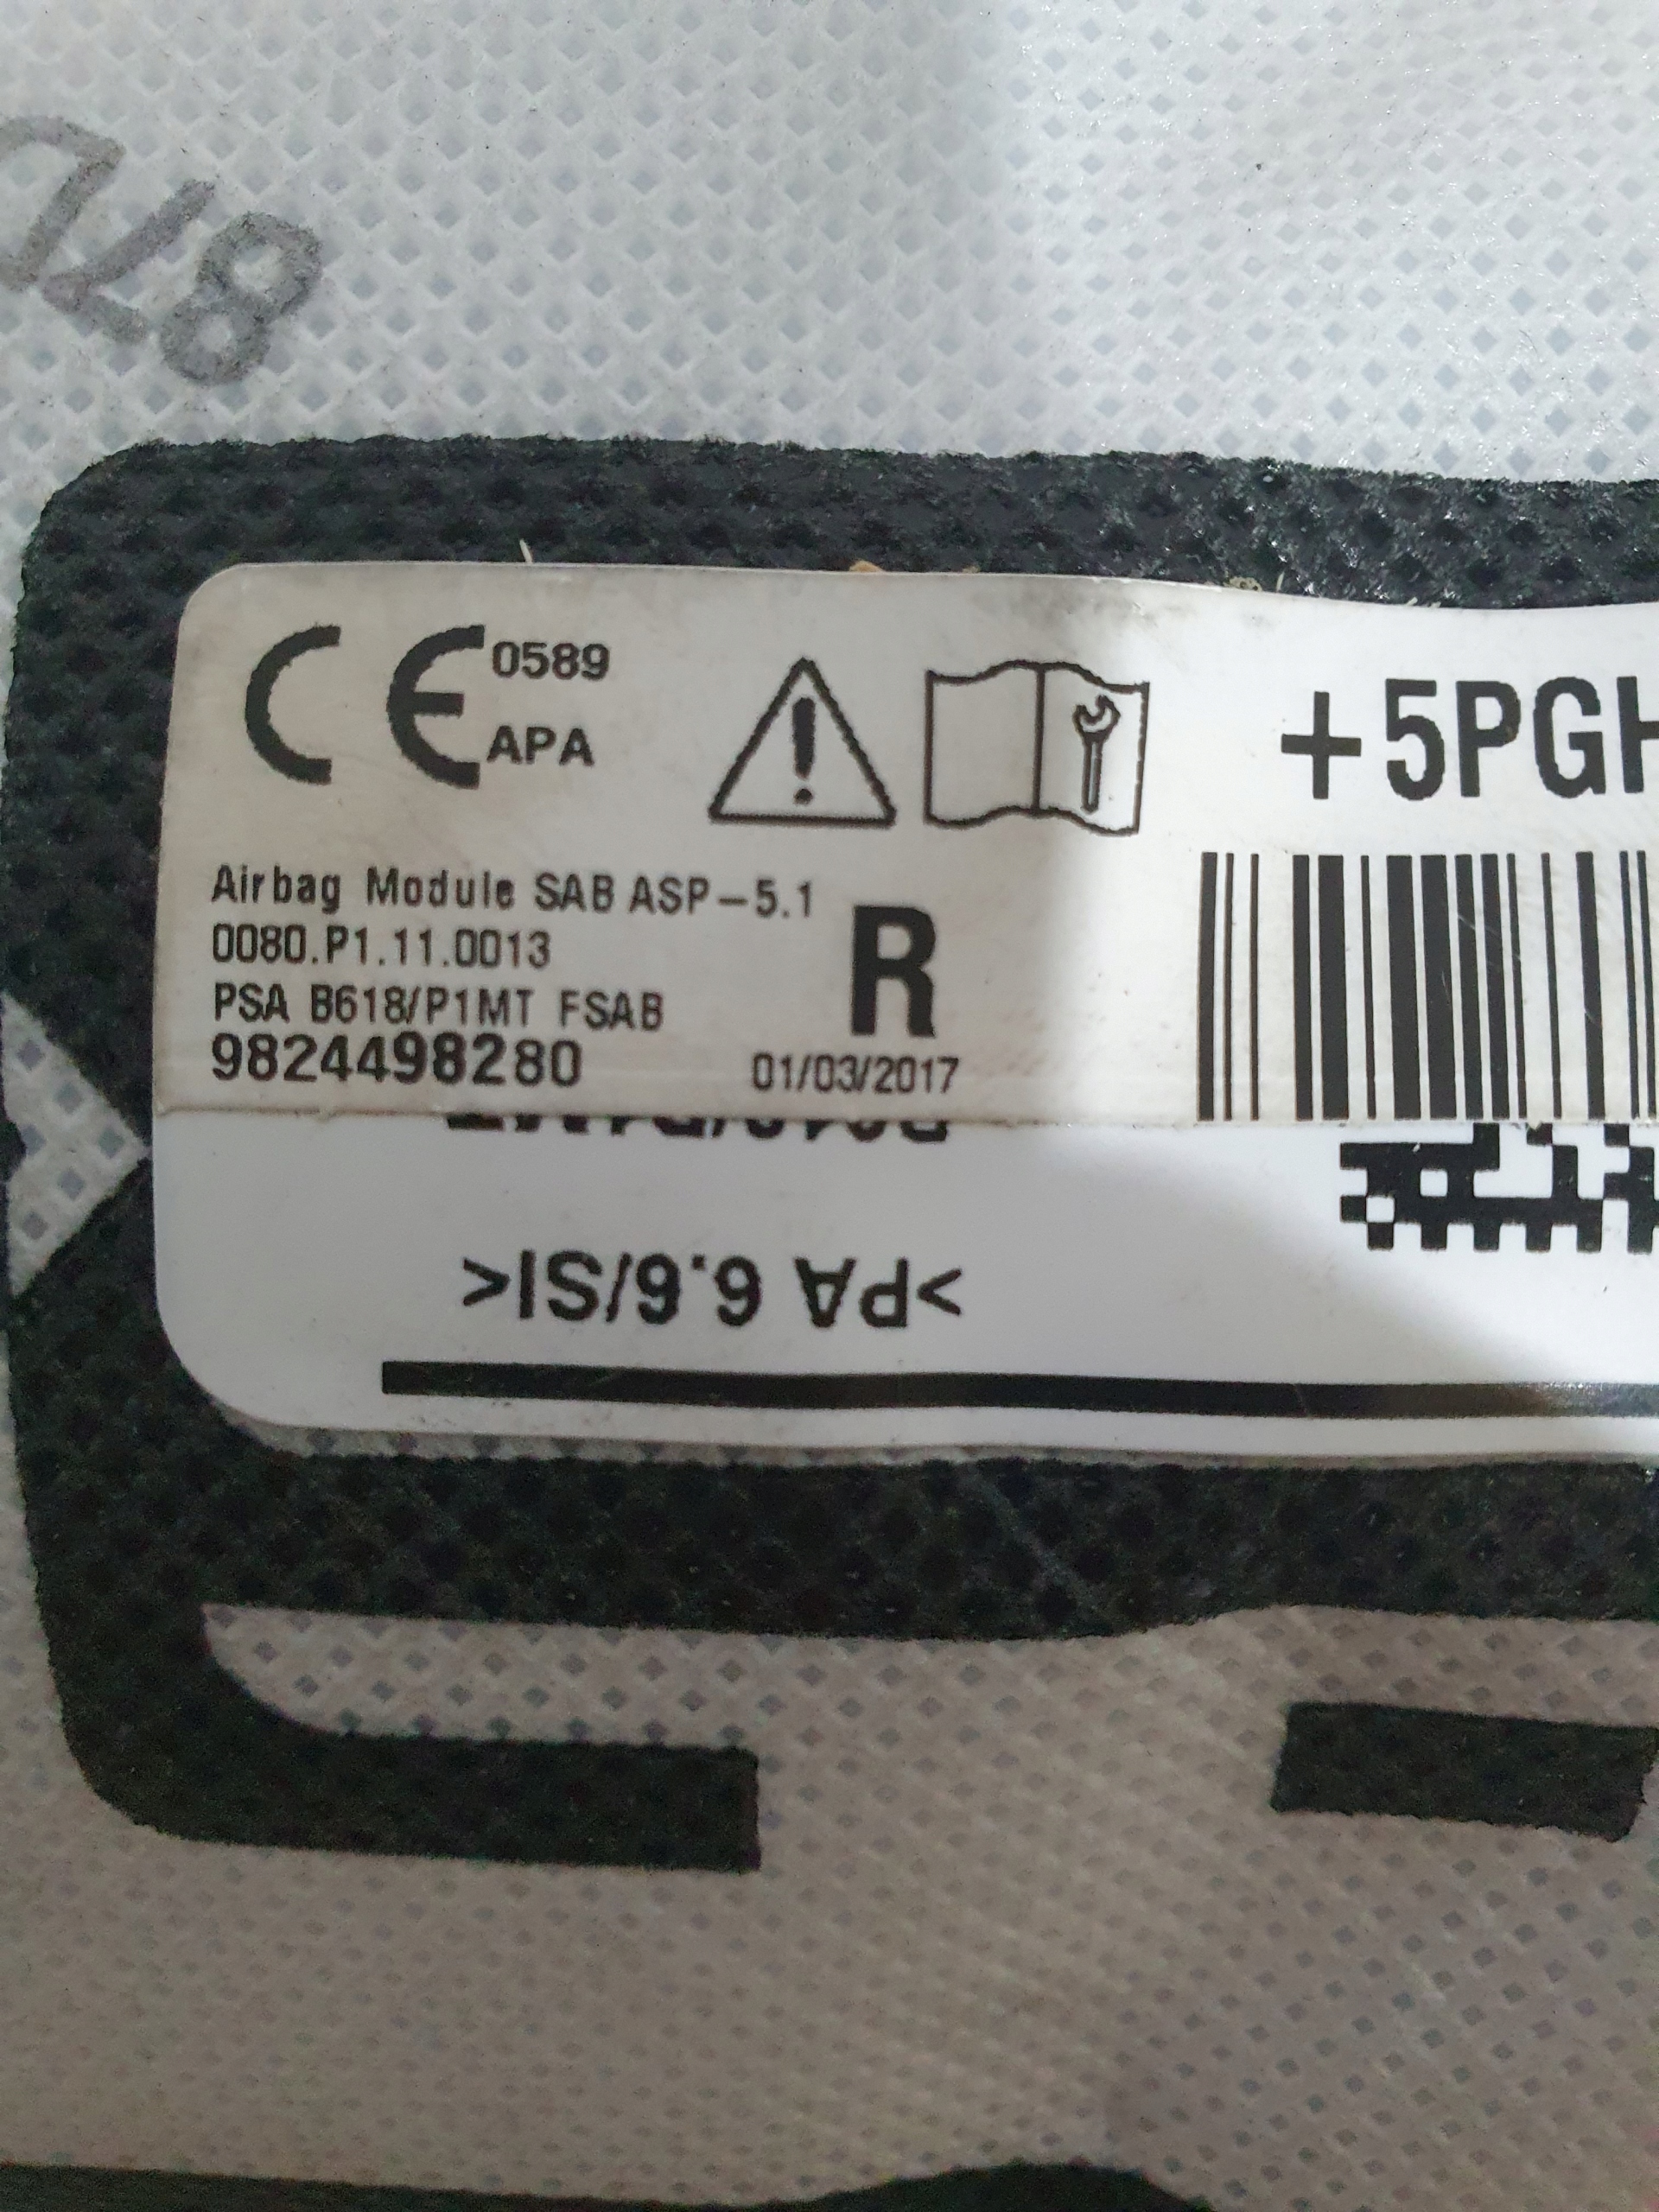 CE 0589
APA
+5PGH
Airbag Module SAB ASP-5.1
0080.P1.11.0013
R
PSA B618/P1MT FSAB
9824498280
01/03/2017
>PA 6.6/SI<